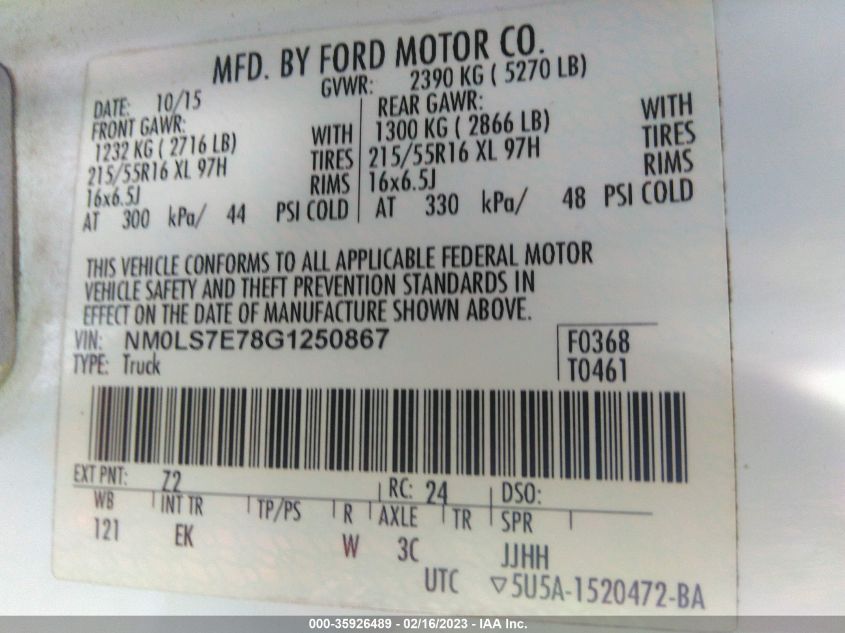 MFD. BY FORD MOTOR CO.
DATE: 10/15 GVWR: 2390 KG ( 5270 LB)
FRONT GAWR: REAR GAWR:
1232 KG ( 2716 LB) WITH 1300 KG ( 2866 LB) WITH
215/55R16 XL 97H TIRES 215/55R16 XL 97H TIRES
16x6.5J RIMS 16x6.5J RIMS
AT 300 kPa/ 44 PSI COLD AT 330 kPa/ 48 PSI COLD
THIS VEHICLE CONFORMS TO ALL APPLICABLE FEDERAL MOTOR
VEHICLE SAFETY AND THEFT PREVENTION STANDARDS IN
EFFECT ON THE DATE OF MANUFACTURE SHOWN ABOVE.
VIN: NM0LS7E78G1250867 F0368
TYPE: Truck T0461
EXT PNT: Z2 RC: 24 DSO:
WB INT TR TP/PS R AXLE TR SPR
121 EK W 3C JJHH
UTC ▽5U5A-1520472-BA
000-35926489 - 02/16/2023 - IAA Inc.